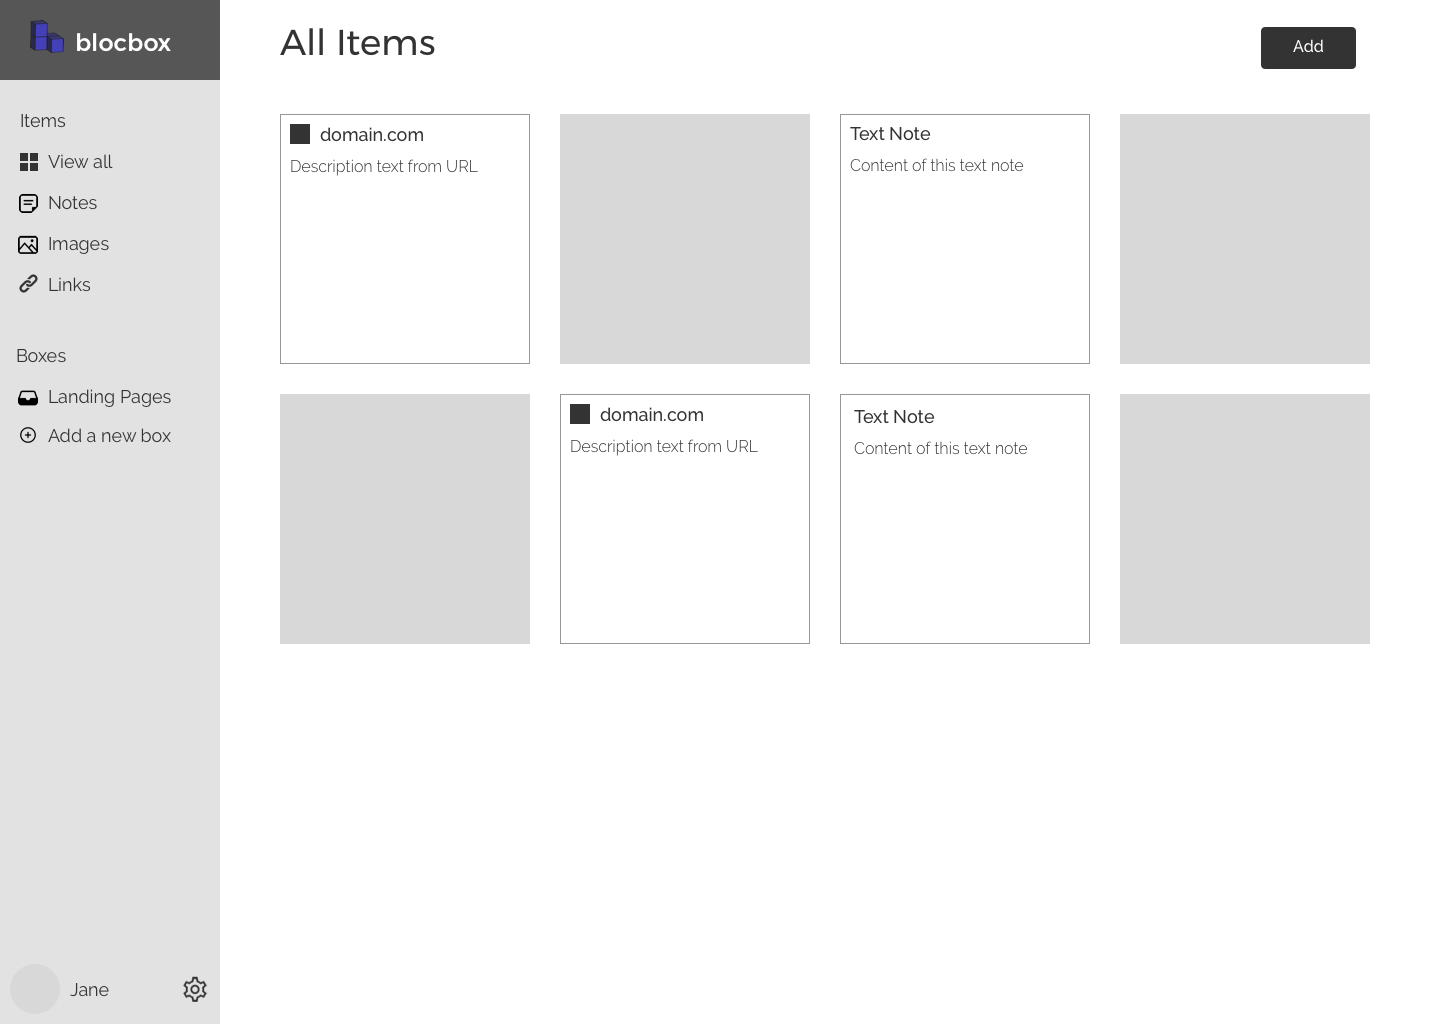 blocbox
All Items
Add
Items
View all
Notes
Images
Links
Boxes
Landing Pages
Add a new box
Jane
domain.com
Description text from URL
Text Note
Content of this text note
domain.com
Description text from URL
Text Note
Content of this text note